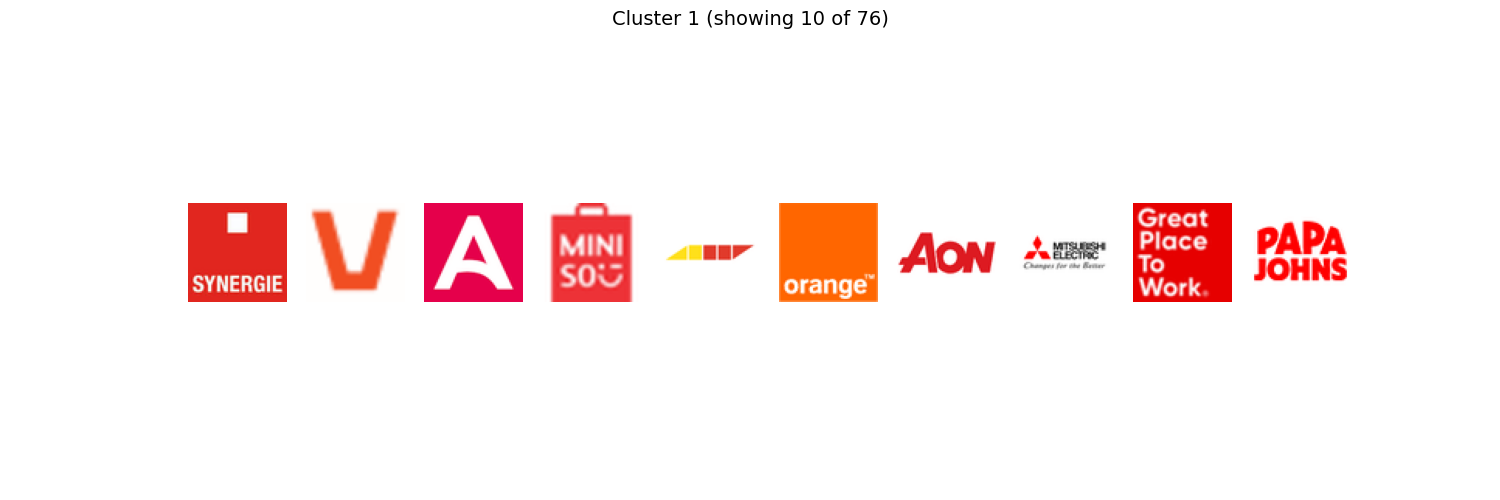 Cluster 1 (showing 10 of 76)
SYNERGIE
V
A
MINI
SO
orange™
AON
MITSUBISHI
ELECTRIC
Changes for the Better
Great
Place
To
Work®
PAPA
JOHNS